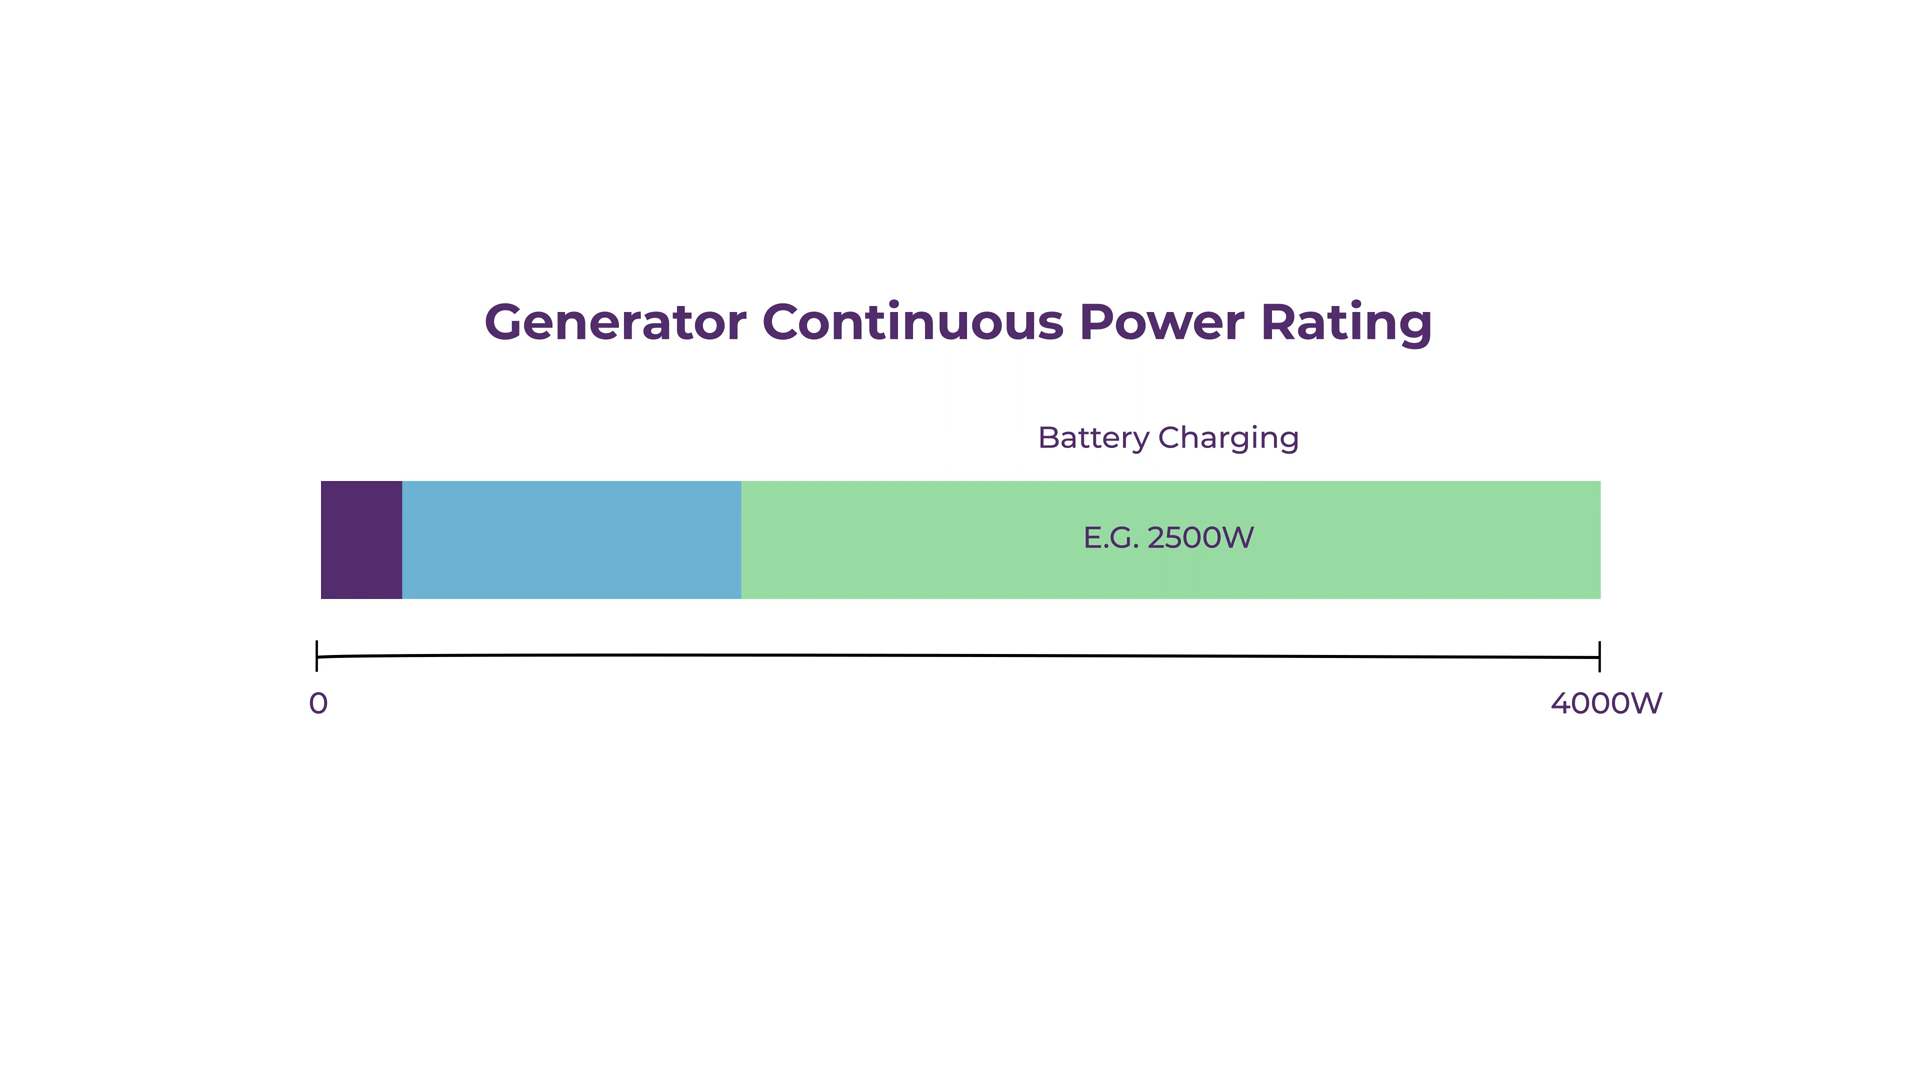 Generator Continuous Power Rating
Battery Charging
E.G. 2500W
0
4000W